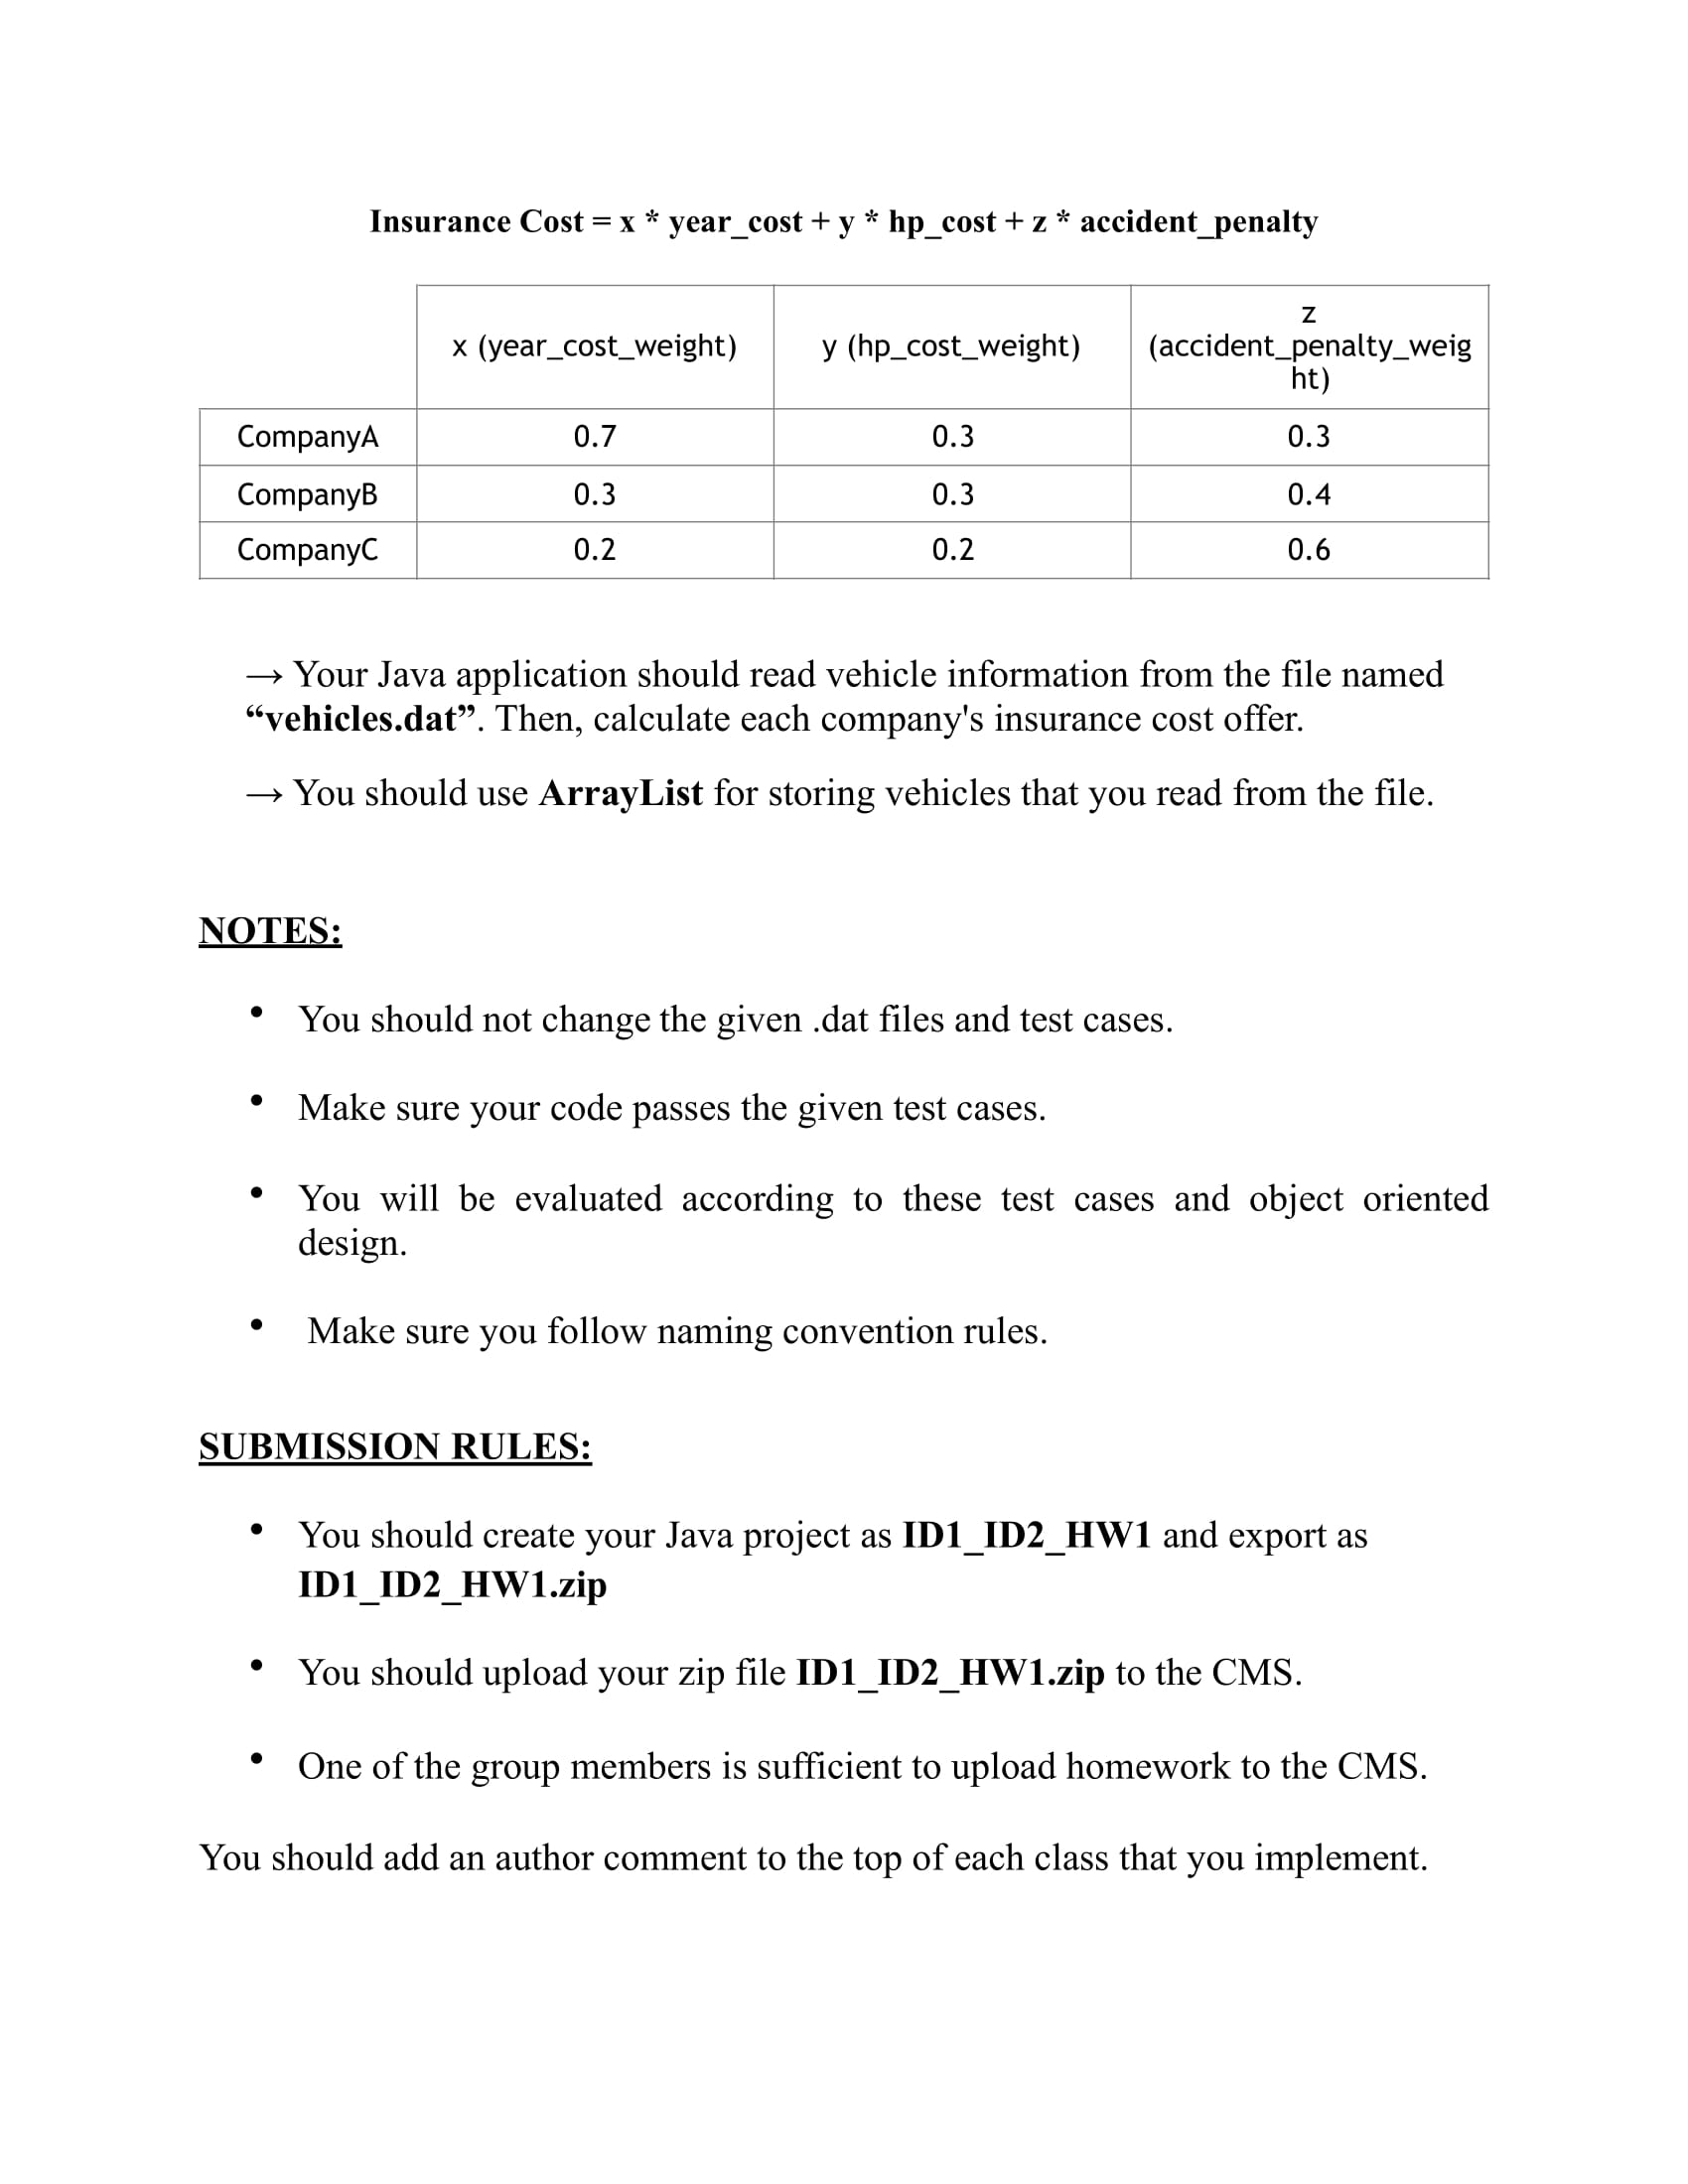 Insurance Cost = x * year_cost + y * hp_cost + z * accident_penalty
x (year_cost_weight) y (hp_cost_weight) z
(accident_penalty_weig
ht)
CompanyA 0.7 0.3 0.3
CompanyB 0.3 0.3 0.4
CompanyC 0.2 0.2 0.6
→ Your Java application should read vehicle information from the file named
“vehicles.dat”. Then, calculate each company's insurance cost offer.
→ You should use ArrayList for storing vehicles that you read from the file.
NOTES:
• You should not change the given .dat files and test cases.
• Make sure your code passes the given test cases.
• You will be evaluated according to these test cases and object oriented
design.
• Make sure you follow naming convention rules.
SUBMISSION RULES:
• You should create your Java project as ID1_ID2_HW1 and export as
ID1_ID2_HW1.zip
• You should upload your zip file ID1_ID2_HW1.zip to the CMS.
• One of the group members is sufficient to upload homework to the CMS.
You should add an author comment to the top of each class that you implement.